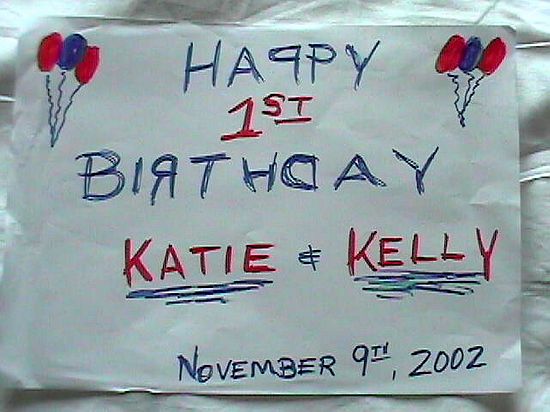 HAPPY
1ST
BIRTHDAY
KATIE & KELLY
NOVEMBER 9TH, 2002